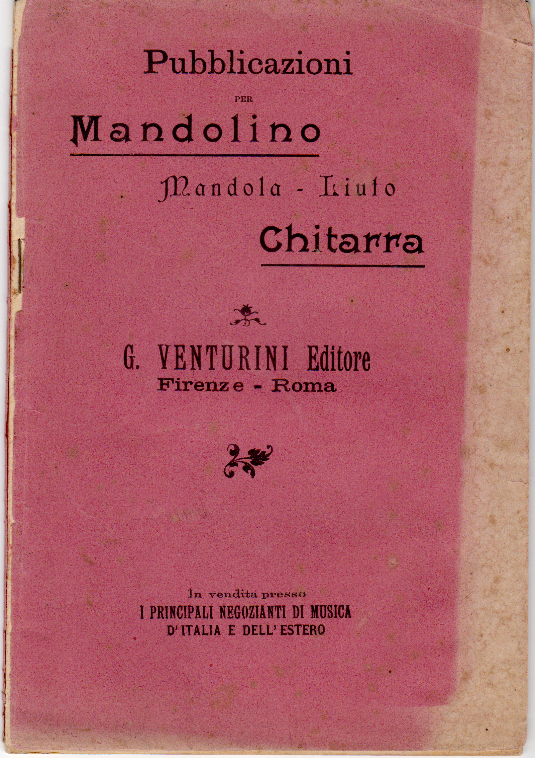 Pubblicazioni
PER
Mandolino
Mandola - Liuto
Chitarra
G. VENTURINI Editore
Firenze - Roma
In vendita presso
I PRINCIPALI NEGOZIANTI DI MUSICA
D'ITALIA E DELL'ESTERO